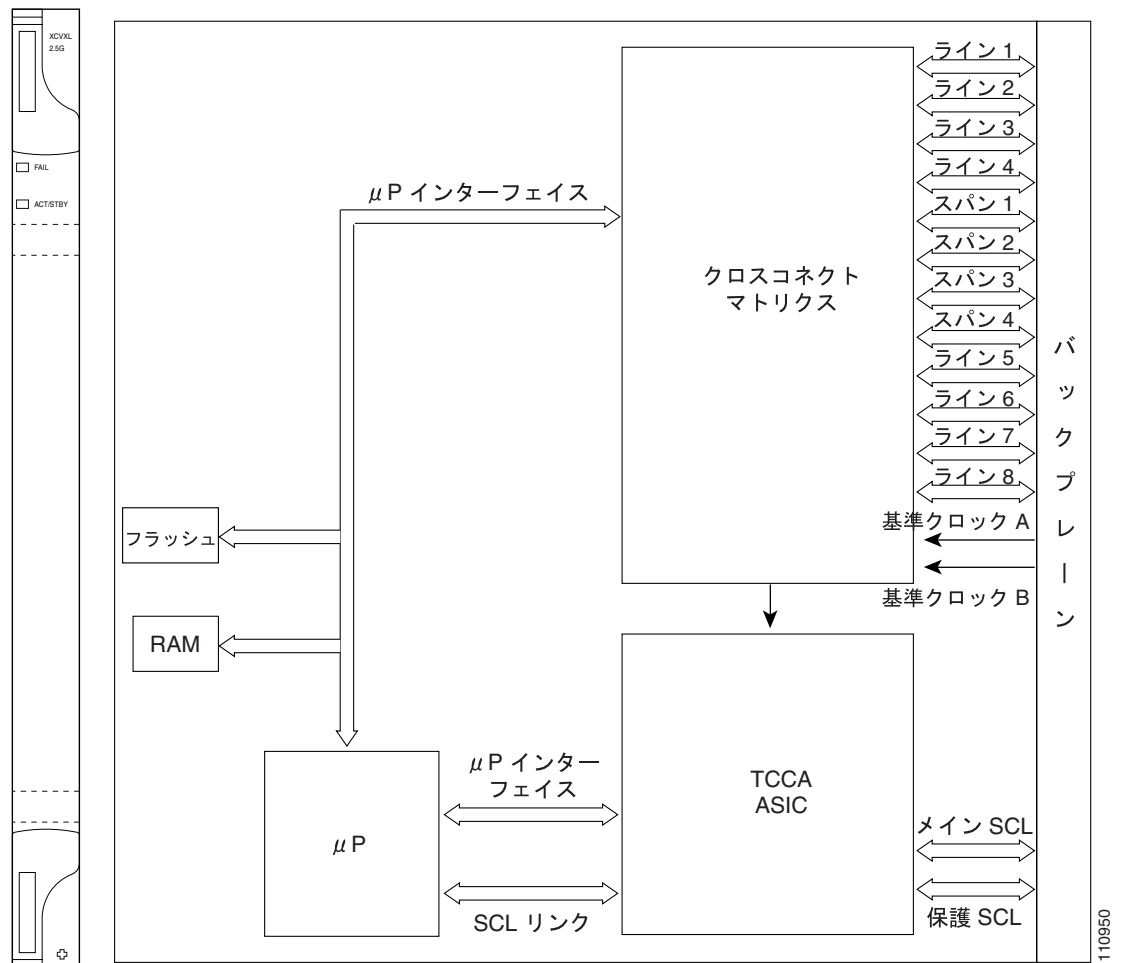 XCVXL
2.5G
FAIL
ACT/STBY
μP インターフェイス
クロスコネクト
マトリクス
ライン 1
ライン 2
ライン 3
ライン 4
スパン 1
スパン 2
スパン 3
スパン 4
ライン 5
ライン 6
ライン 7
ライン 8
基準クロック A
基準クロック B
バックプレーン
フラッシュ
RAM
μP
μP インター
フェイス
SCL リンク
TCCA
ASIC
メイン SCL
保護 SCL
110950